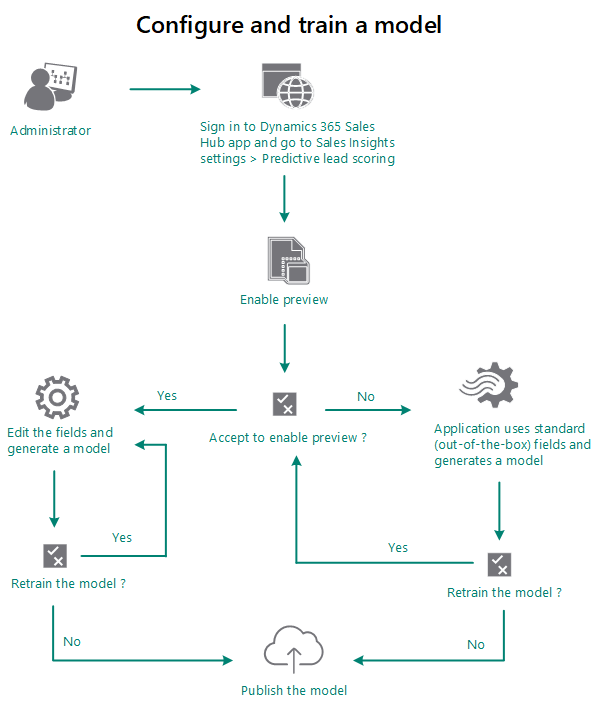 Configure and train a model
Administrator
Sign in to Dynamics 365 Sales
Hub app and go to Sales Insights
settings > Predictive lead scoring
Enable preview
Yes
No
Accept to enable preview ?
Edit the fields and
generate a model
Application uses standard
(out-of-the-box) fields and
generates a model
Yes
Yes
Retrain the model ?
Retrain the model ?
No
No
Publish the model